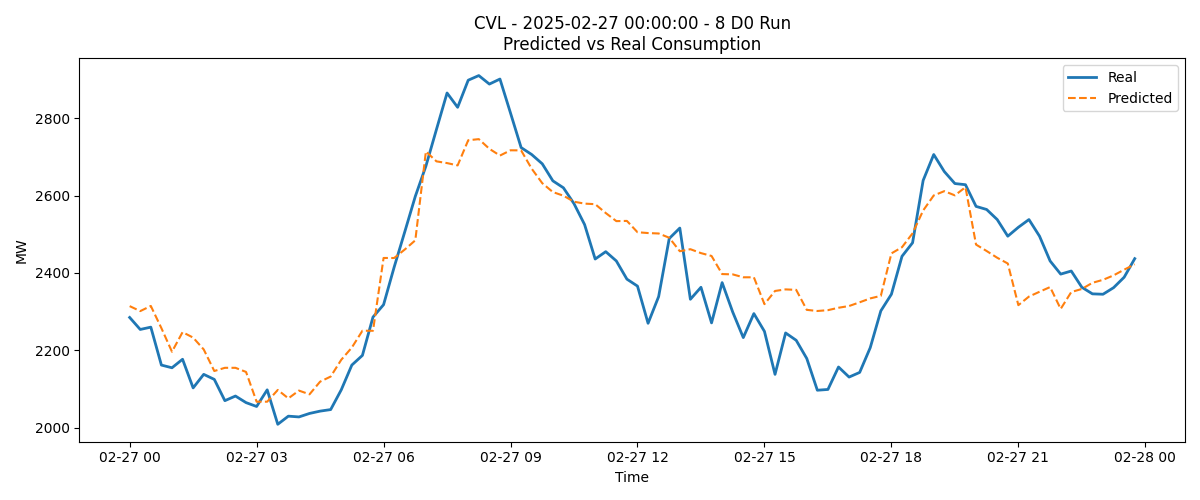 CVL - 2025-02-27 00:00:00 - 8 D0 Run
Predicted vs Real Consumption
Real
Predicted
MW
2800
2600
2400
2200
2000
02-27 00
02-27 03
02-27 06
02-27 09
02-27 12
02-27 15
02-27 18
02-27 21
02-28 00
Time